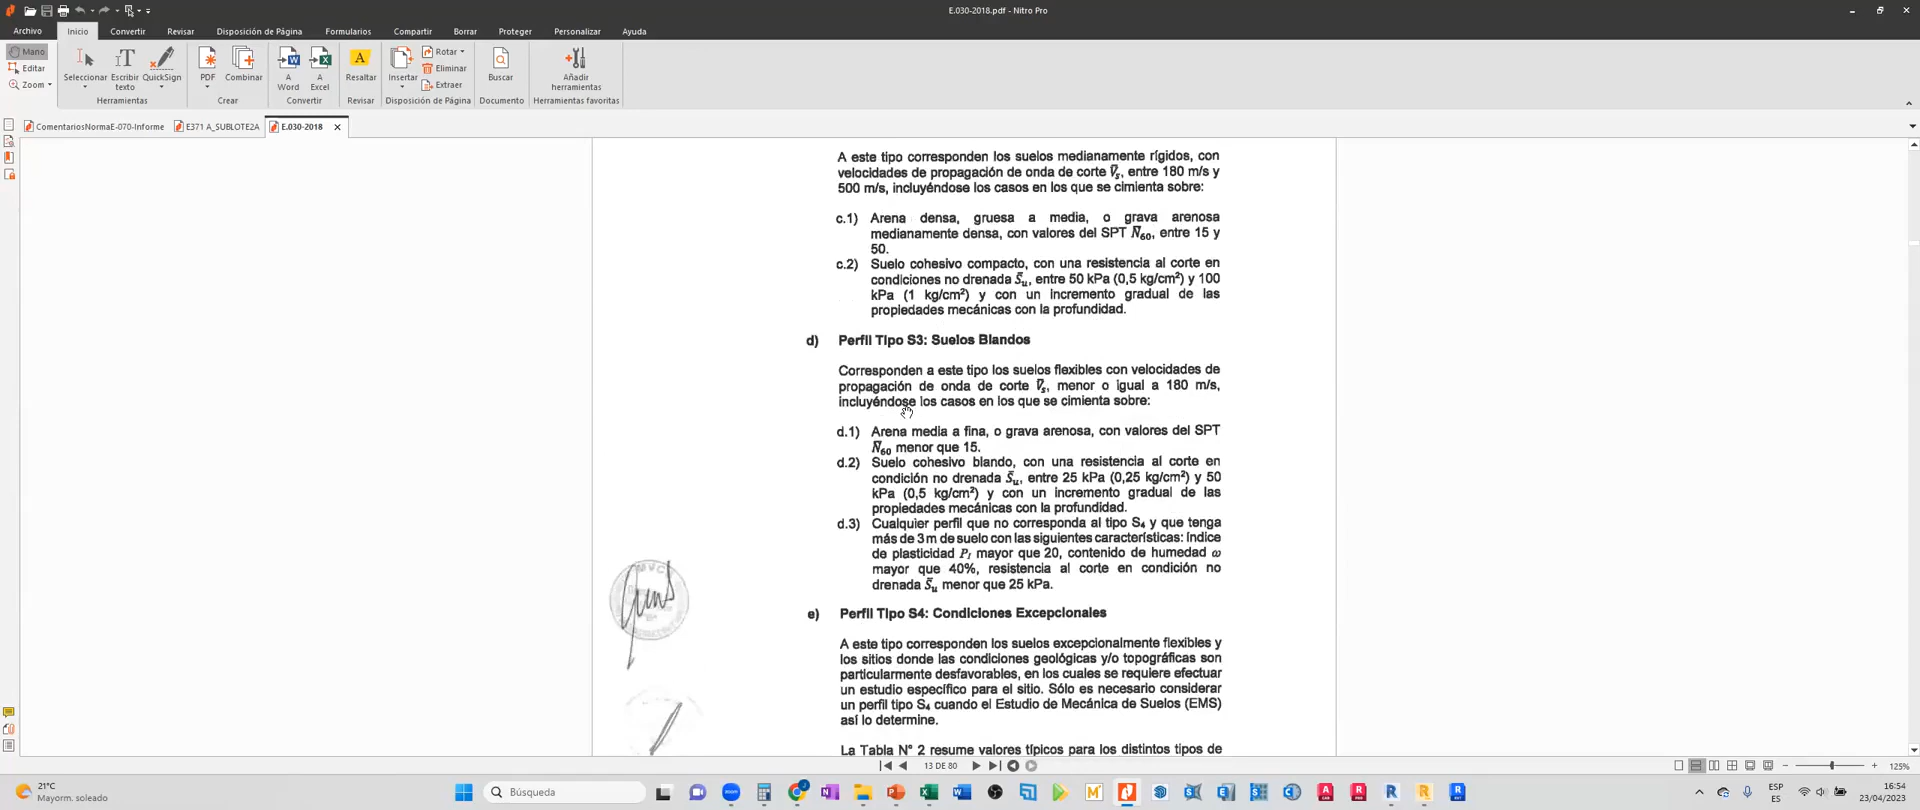 E.030-2018.pdf - Nitro Pro
Archivo Inicio Convertir Revisar Disposición de Página Formularios Compartir Borrar Proteger Personalizar Ayuda
Mano
Editar
Zoom
Seleccionar
Escribir texto
QuickSign
PDF
Combinar
A Word
A Excel
Resaltar
Insertar
Rotar
Eliminar
Extraer
Buscar
Añadir herramientas
Herramientas Crear Convertir Revisar Disposición de Página Documento Herramientas favoritas
ComentariosNormaE-070-Informe E371 A_SUBLOTE2A E.030-2018
A este tipo corresponden los suelos medianamente rígidos, con
velocidades de propagación de onda de corte V̅s, entre 180 m/s y
500 m/s, incluyéndose los casos en los que se cimienta sobre:
c.1) Arena densa, gruesa a media, o grava arenosa
medianamente densa, con valores del SPT N̅60, entre 15 y
50.
c.2) Suelo cohesivo compacto, con una resistencia al corte en
condiciones no drenada S̅u, entre 50 kPa (0,5 kg/cm²) y 100
kPa (1 kg/cm²) y con un incremento gradual de las
propiedades mecánicas con la profundidad.
d) Perfil Tipo S3: Suelos Blandos
Corresponden a este tipo los suelos flexibles con velocidades de
propagación de onda de corte V̅s, menor o igual a 180 m/s,
incluyéndose los casos en los que se cimienta sobre:
d.1) Arena media a fina, o grava arenosa, con valores del SPT
N̅60 menor que 15.
d.2) Suelo cohesivo blando, con una resistencia al corte en
condición no drenada S̅u, entre 25 kPa (0,25 kg/cm²) y 50
kPa (0,5 kg/cm²) y con un incremento gradual de las
propiedades mecánicas con la profundidad.
d.3) Cualquier perfil que no corresponda al tipo S4 y que tenga
más de 3 m de suelo con las siguientes características: índice
de plasticidad PI mayor que 20, contenido de humedad ω
mayor que 40%, resistencia al corte en condición no
drenada S̅u menor que 25 kPa.
e) Perfil Tipo S4: Condiciones Excepcionales
A este tipo corresponden los suelos excepcionalmente flexibles y
los sitios donde las condiciones geológicas y/o topográficas son
particularmente desfavorables, en los cuales se requiere efectuar
un estudio específico para el sitio. Sólo es necesario considerar
un perfil tipo S4 cuando el Estudio de Mecánica de Suelos (EMS)
así lo determine.
La Tabla N° 2 resume valores típicos para los distintos tipos de
13 DE 80
125%
21°C
Mayorm. soleado
Búsqueda
ESP
ES
16:54
23/04/2023